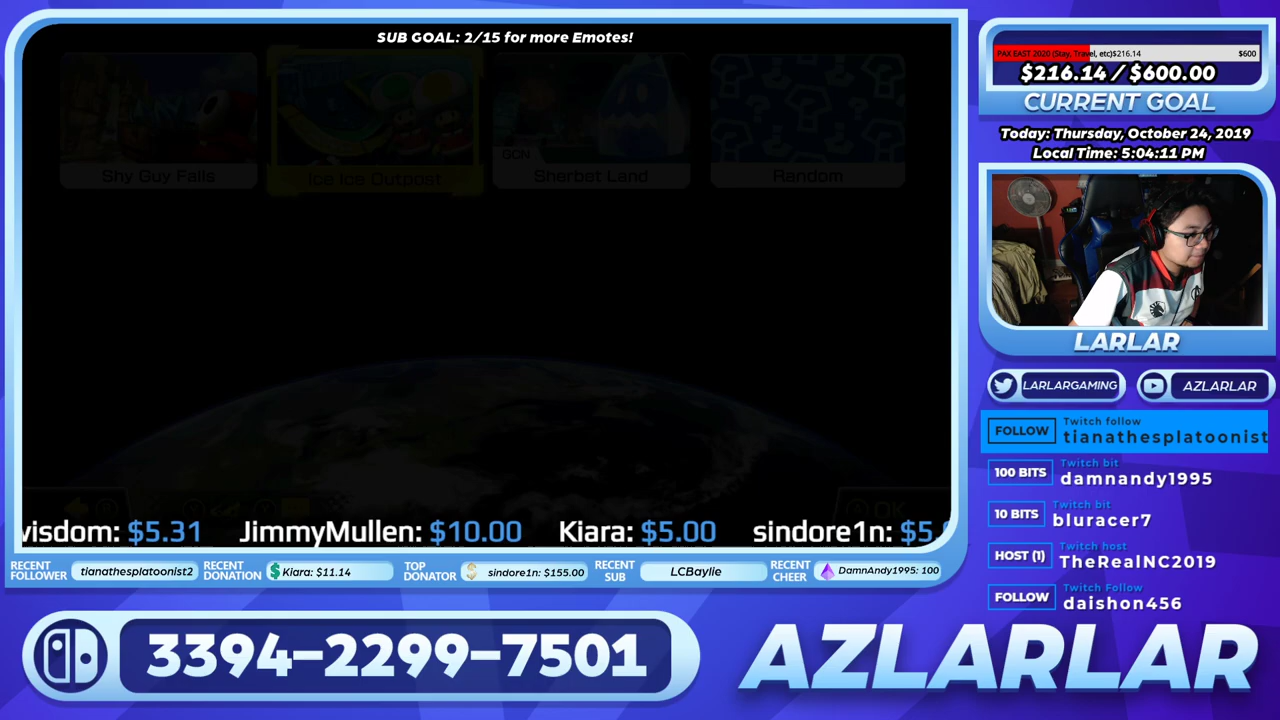 SUB GOAL: 2/15 for more Emotes!
GCN
Shy Guy Falls
Ice Ice Outpost
Sherbet Land
Random
OK
visdom: $5.31 JimmyMullen: $10.00 Kiara: $5.00 sindore1n: $5.
RECENT FOLLOWER tianathesplatoonist2
RECENT DONATION Kiara: $11.14
TOP DONATOR sindore1n: $155.00
RECENT SUB LCBaylie
RECENT CHEER DamnAndy1995: 100
3394-2299-7501
PAX EAST 2020 (Stay, Travel, etc)$216.14 $600
$216.14 / $600.00
CURRENT GOAL
Today: Thursday, October 24, 2019
Local Time: 5:04:11 PM
LARLAR
LARLARGAMING
AZLARLAR
FOLLOW
Twitch follow
tianathesplatoonist
100 BITS
Twitch bit
damnandy1995
10 BITS
Twitch bit
bluracer7
HOST (1)
Twitch host
TheRealNC2019
FOLLOW
Twitch Follow
daishon456
AZLARLAR